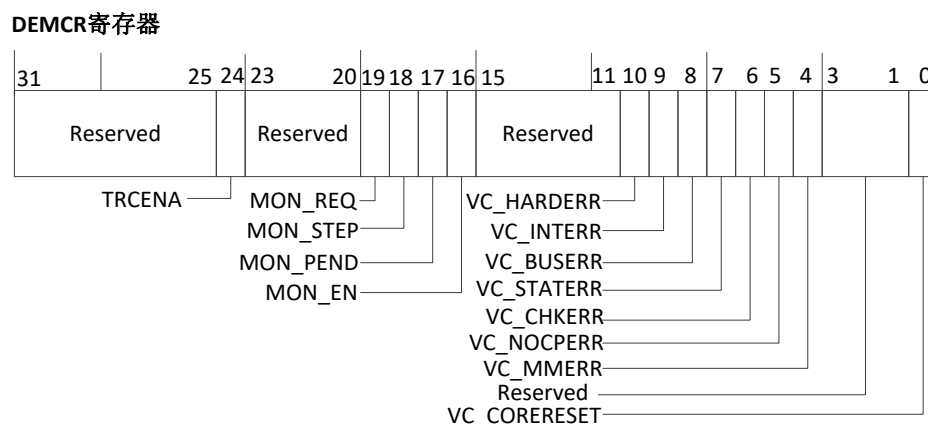 DEMCR寄存器
31 25 24 23 20 19 18 17 16 15 11 10 9 8 7 6 5 4 3 1 0
Reserved Reserved Reserved
TRCENA MON_REQ VC_HARDERR
MON_STEP VC_INTERR
MON_PEND VC_BUSERR
MON_EN VC_STATERR
VC_CHKERR
VC_NOCPERR
VC_MMERR
Reserved
VC_CORERESET